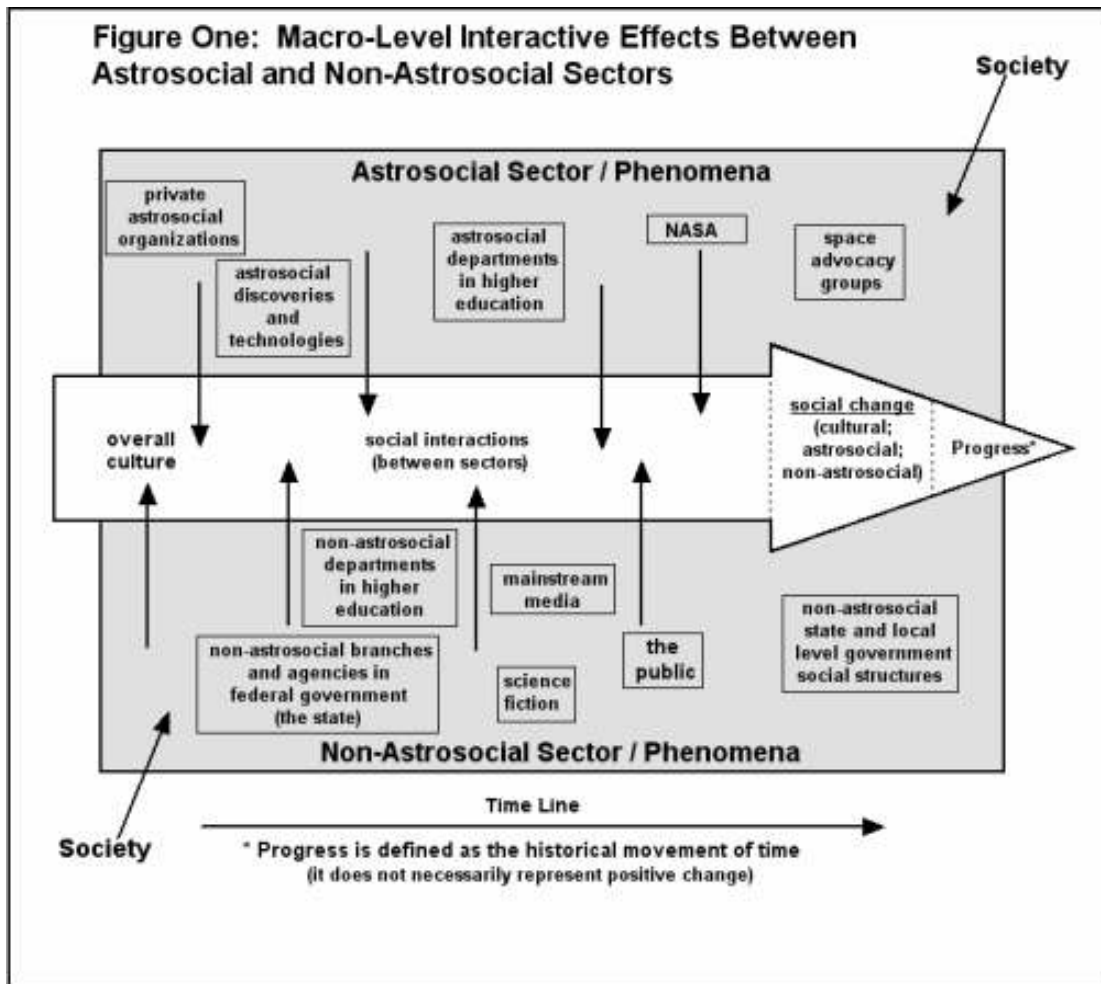 Figure One: Macro-Level Interactive Effects Between
Astrosocial and Non-Astrosocial Sectors
Society
Astrosocial Sector / Phenomena
private
astrosocial
organizations
astrosocial
discoveries
and
technologies
astrosocial
departments
in higher
education
NASA
space
advocacy
groups
overall
culture
social interactions
(between sectors)
social change
(cultural;
astrosocial;
non-astrosocial)
Progress*
non-astrosocial
departments
in higher
education
mainstream
media
non-astrosocial branches
and agencies in
federal government
(the state)
science
fiction
the
public
non-astrosocial
state and local
level government
social structures
Non-Astrosocial Sector / Phenomena
Society
Time Line
* Progress is defined as the historical movement of time
(it does not necessarily represent positive change)